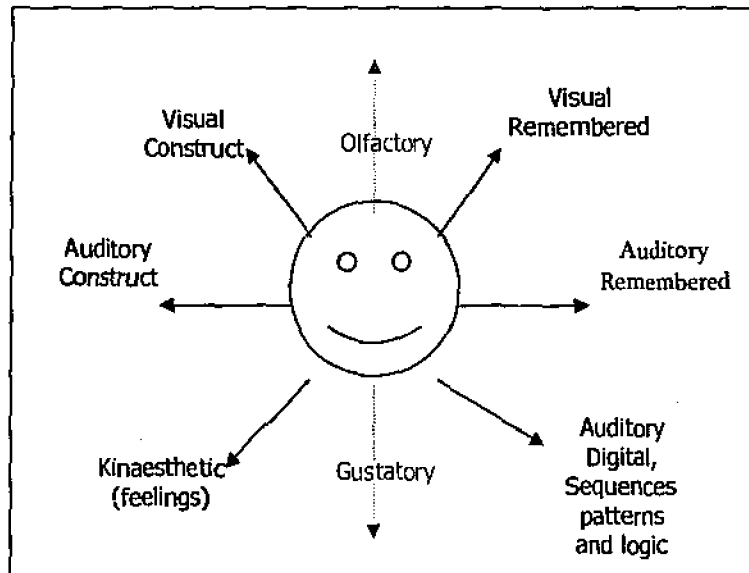 Visual
Construct
Olfactory
Visual
Remembered
Auditory
Construct
Auditory
Remembered
Kinaesthetic
(feelings)
Gustatory
Auditory
Digital,
Sequences
patterns
and logic